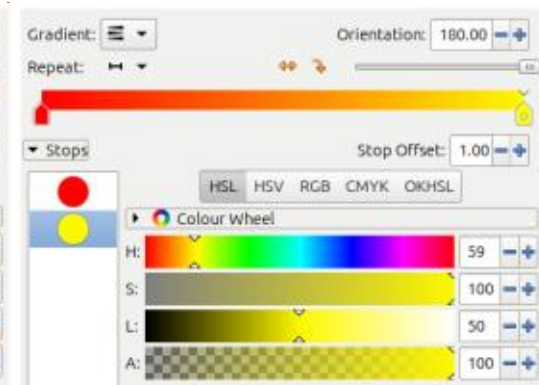 Gradient: Orientation: 180.00
Repeat:
Stops Stop Offset: 1.00
HSL HSV RGB CMYK OKHSL
Colour Wheel
H: 59
S: 100
L: 50
A: 100